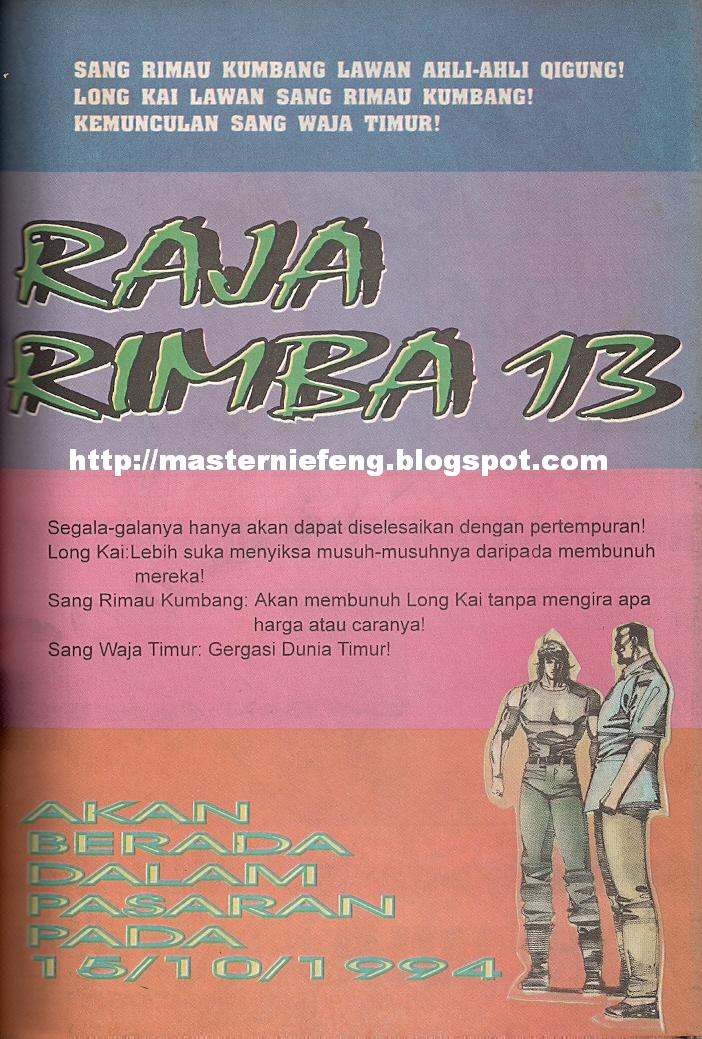 SANG RIMAU KUMBANG LAWAN AHLI-AHLI QIGUNG!
LONG KAI LAWAN SANG RIMAU KUMBANG!
KEMUNCULAN SANG WAJA TIMUR!
RAJA
RIMBA 13
http://masterniefeng.blogspot.com
Segala-galanya hanya akan dapat diselesaikan dengan pertempuran!
Long Kai:Lebih suka menyiksa musuh-musuhnya daripada membunuh
mereka!
Sang Rimau Kumbang: Akan membunuh Long Kai tanpa mengira apa
harga atau caranya!
Sang Waja Timur: Gergasi Dunia Timur!
AKAN
BERADA
DALAM
PASARAN
PADA
15/10/1994